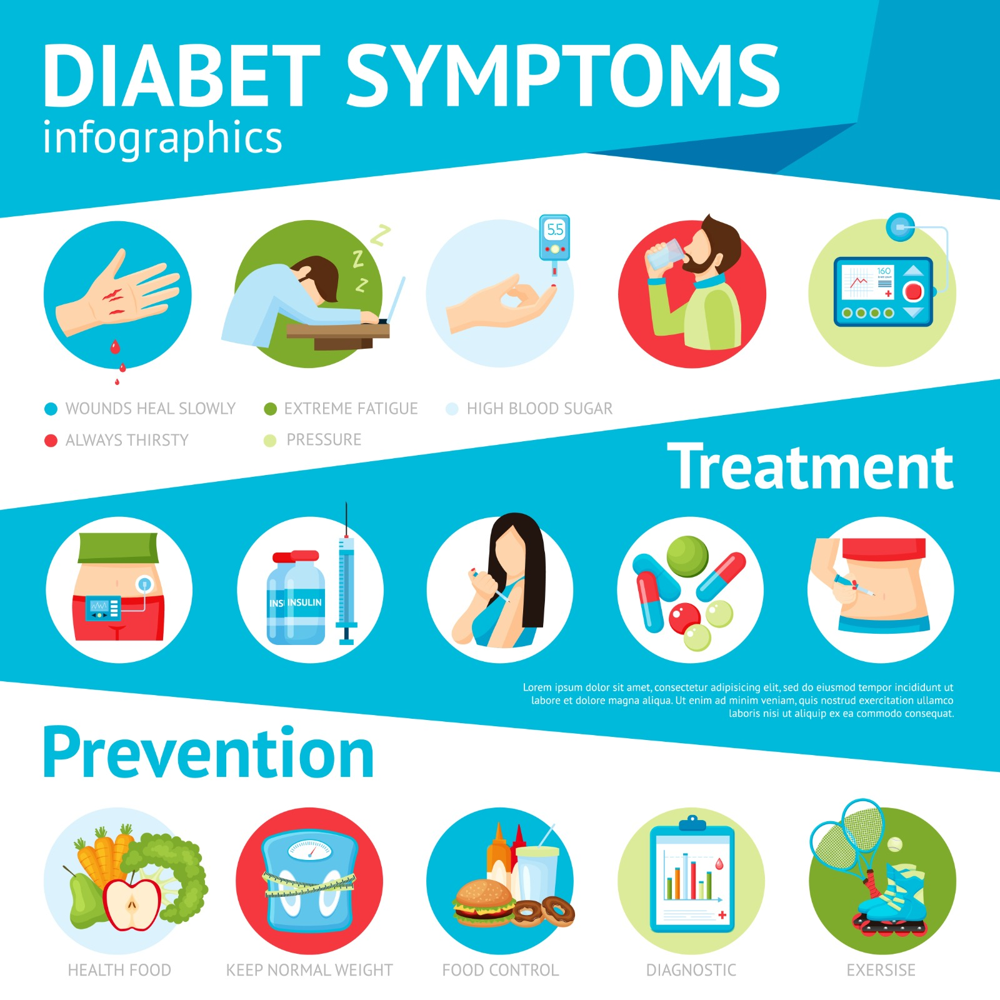 DIABET SYMPTOMS
infographics
5.5
160
WOUNDS HEAL SLOWLY
EXTREME FATIGUE
HIGH BLOOD SUGAR
ALWAYS THIRSTY
PRESSURE
Treatment
INS
INSULIN
Lorem ipsum dolor sit amet, consectetur adipisicing elit, sed do eiusmod tempor incididunt ut
labore et dolore magna aliqua. Ut enim ad minim veniam, quis nostrud exercitation ullamco
laboris nisi ut aliquip ex ea commodo consequat.
Prevention
HEALTH FOOD
KEEP NORMAL WEIGHT
FOOD CONTROL
DIAGNOSTIC
EXERSISE